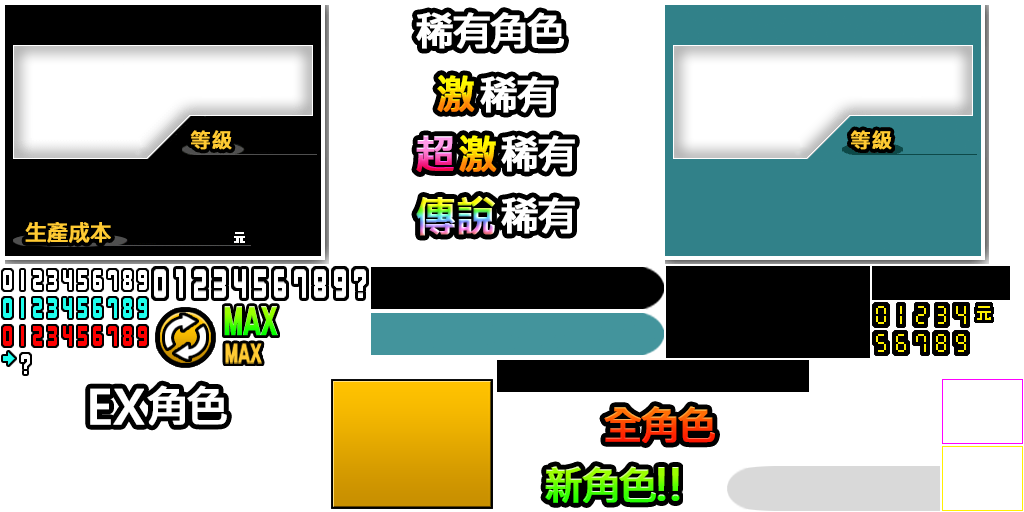 稀有角色
激稀有
超激稀有
傳說稀有
等級
等級
生產成本
元
0123456789
0123456789?
0123456789
0123456789
?
MAX
MAX
01234元
56789
EX角色
全角色
新角色!!